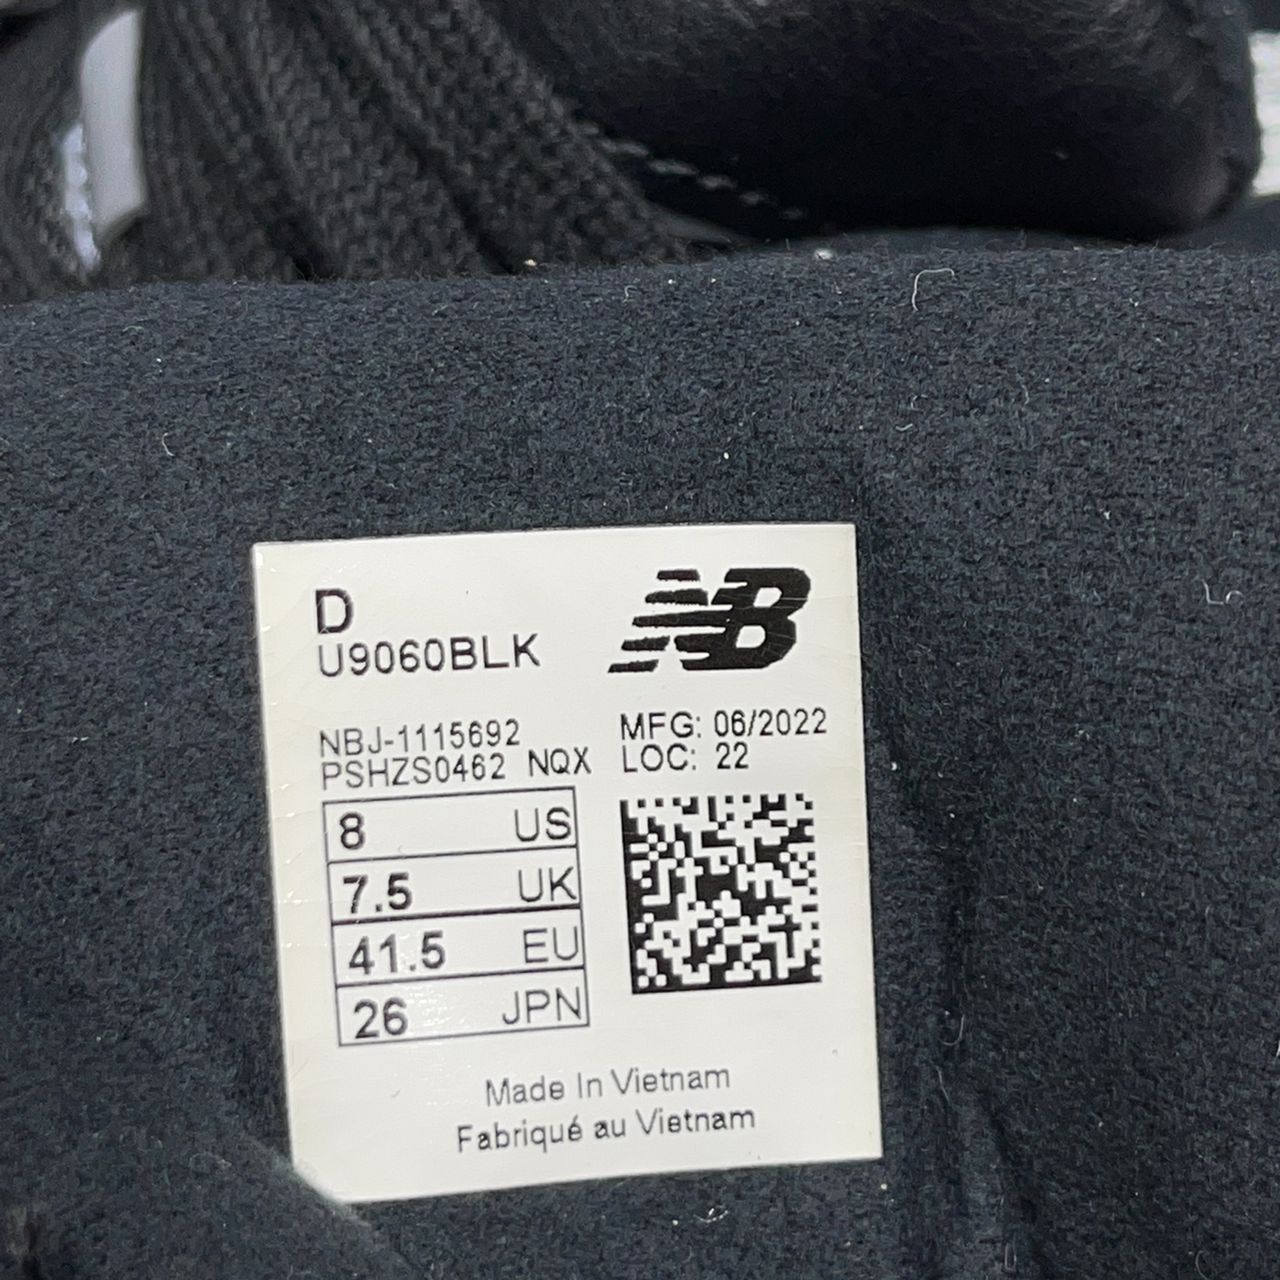 D
U9060BLK
NB
NBJ-1115692
PSHZS0462 NQX
MFG: 06/2022
LOC: 22
8 US
7.5 UK
41.5 EU
26 JPN
Made In Vietnam
Fabriqué au Vietnam